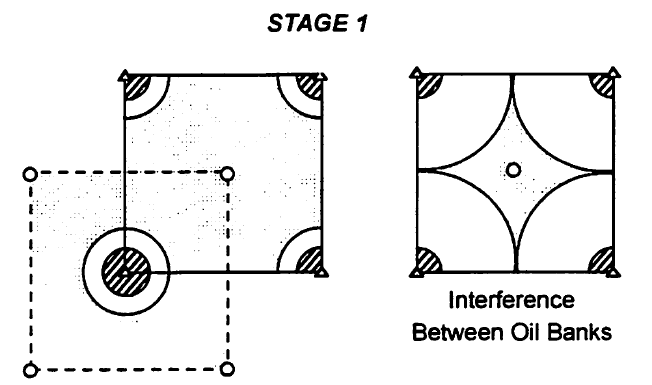 STAGE 1
Interference
Between Oil Banks